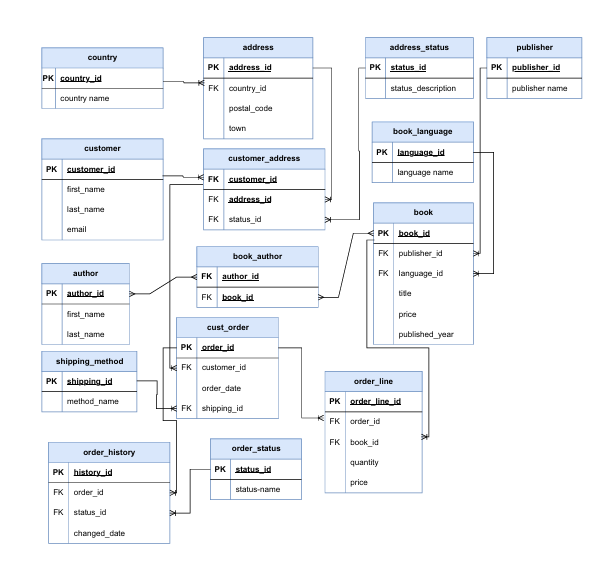 country
PK country_id
country name
address
PK address_id
FK country_id
postal_code
town
address_status
PK status_id
status_description
publisher
PK publisher_id
publisher name
customer
PK customer_id
first_name
last_name
email
customer_address
FK customer_id
FK address_id
FK status_id
book_language
PK language_id
language name
book
PK book_id
FK publisher_id
FK language_id
title
price
published_year
author
PK author_id
first_name
last_name
book_author
FK author_id
FK book_id
cust_order
PK order_id
FK customer_id
order_date
FK shipping_id
shipping_method
PK shipping_id
method_name
order_line
PK order_line_id
FK order_id
FK book_id
quantity
price
order_history
PK history_id
FK order_id
FK status_id
changed_date
order_status
PK status_id
status-name